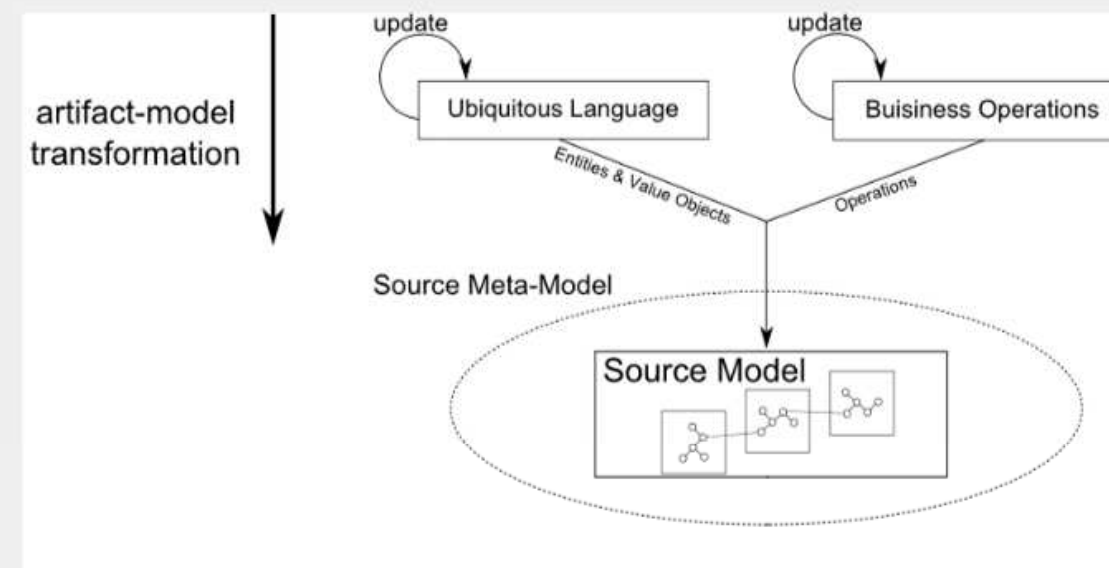 update
update
artifact-model
transformation
Ubiquitous Language
Buisiness Operations
Entities & Value Objects
Operations
Source Meta-Model
Source Model